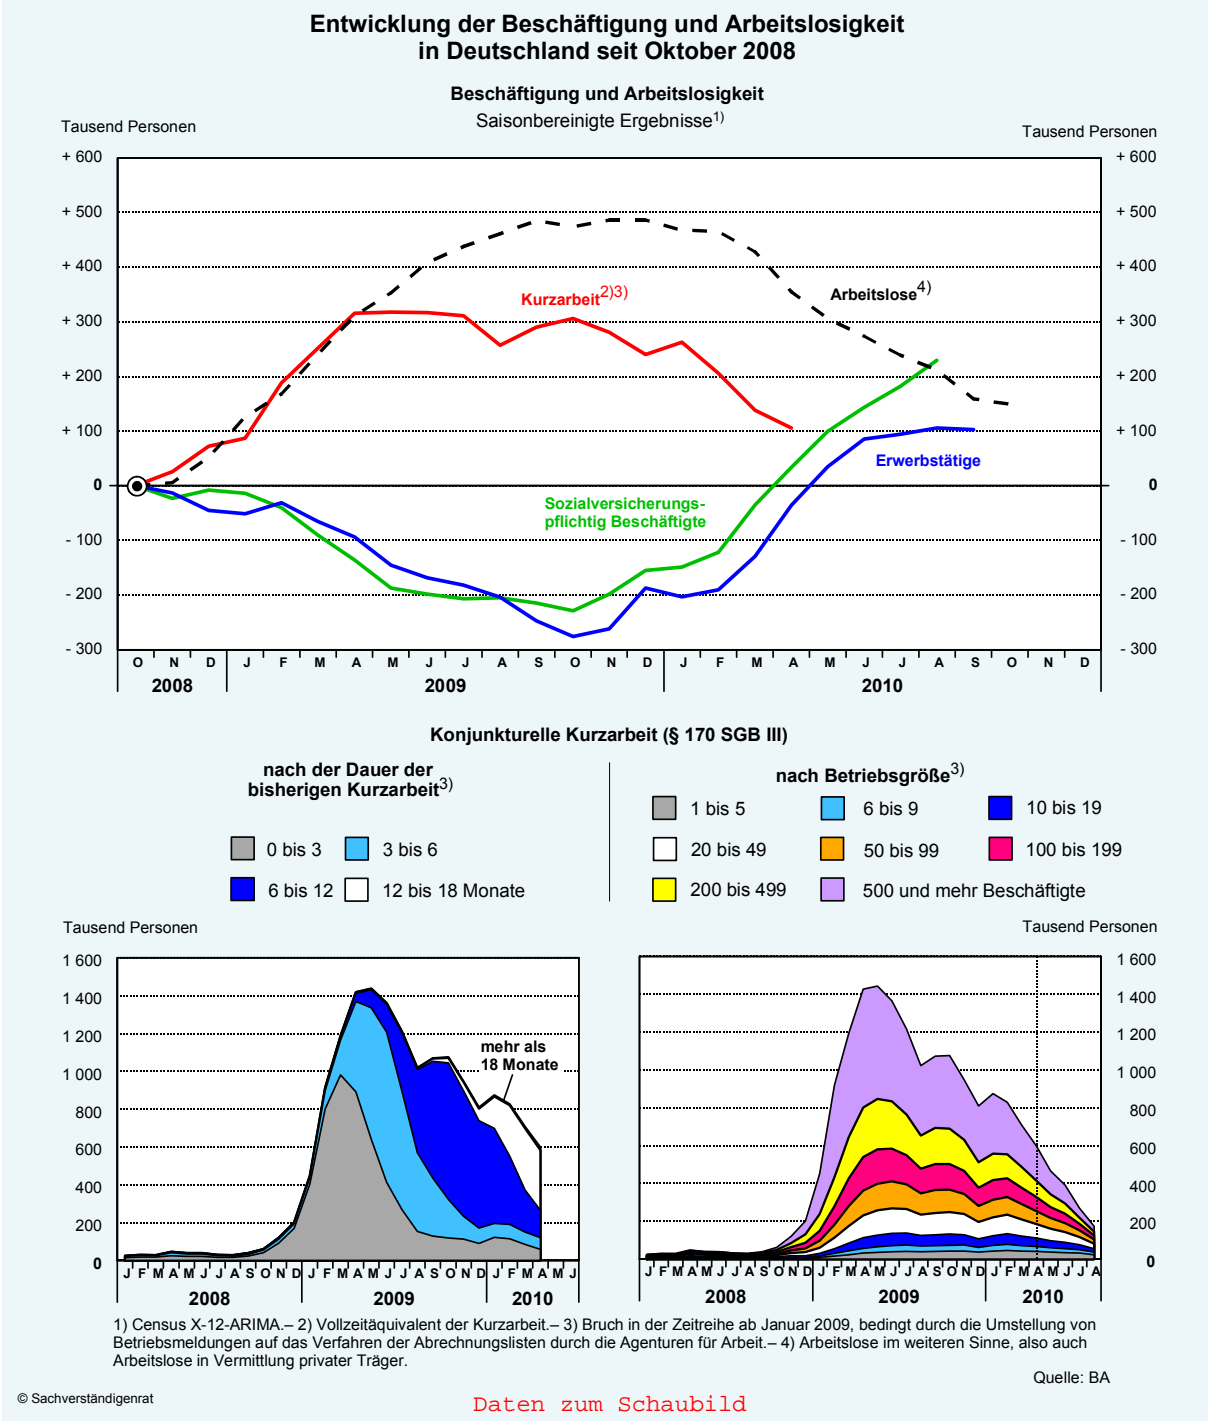 Entwicklung der Beschäftigung und Arbeitslosigkeit
in Deutschland seit Oktober 2008
Beschäftigung und Arbeitslosigkeit
Saisonbereinigte Ergebnisse1)
Tausend Personen
Tausend Personen
+ 600 + 600
+ 500 + 500
+ 400 + 400
+ 300 + 300
+ 200 + 200
+ 100 + 100
0 0
- 100 - 100
- 200 - 200
- 300 - 300
Kurzarbeit2)3)
Arbeitslose4)
Erwerbstätige
Sozialversicherungs-
pflichtig Beschäftigte
O N D J F M A M J J A S O N D J F M A M J J A S O N D
2008 2009 2010
Konjunkturelle Kurzarbeit (§ 170 SGB III)
nach der Dauer der
bisherigen Kurzarbeit3)
0 bis 3 3 bis 6
6 bis 12 12 bis 18 Monate
nach Betriebsgröße3)
1 bis 5 6 bis 9 10 bis 19
20 bis 49 50 bis 99 100 bis 199
200 bis 499 500 und mehr Beschäftigte
Tausend Personen
1 600
1 400
1 200
1 000
800
600
400
200
0
mehr als
18 Monate
J F M A M J J A S O N D J F M A M J J A S O N D J F M A M J
2008 2009 2010
Tausend Personen
1 600
1 400
1 200
1 000
800
600
400
200
0
J F M A M J J A S O N D J F M A M J J A S O N D J F M A M J J A
2008 2009 2010
1) Census X-12-ARIMA.– 2) Vollzeitäquivalent der Kurzarbeit.– 3) Bruch in der Zeitreihe ab Januar 2009, bedingt durch die Umstellung von
Betriebsmeldungen auf das Verfahren der Abrechnungslisten durch die Agenturen für Arbeit.– 4) Arbeitslose im weiteren Sinne, also auch
Arbeitslose in Vermittlung privater Träger.
Quelle: BA
© Sachverständigenrat
Daten zum Schaubild